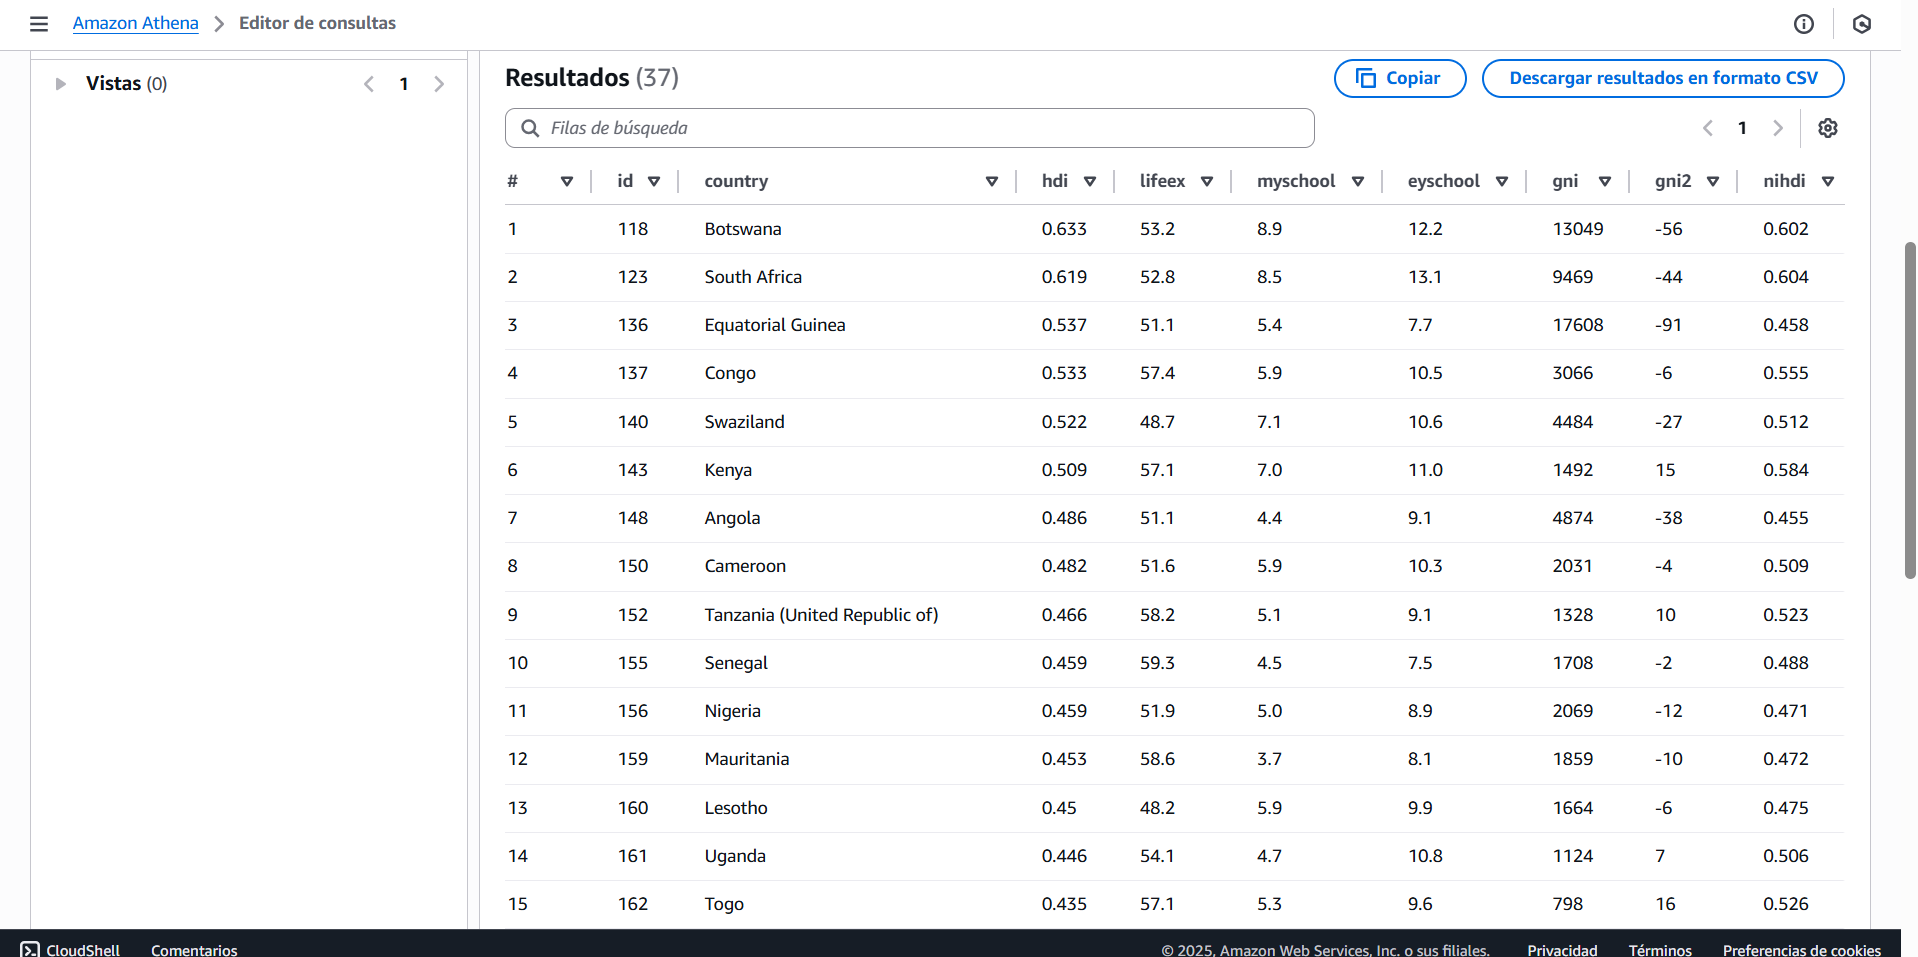 Amazon Athena > Editor de consultas
Vistas (0) < 1 >
Resultados (37)
Copiar
Descargar resultados en formato CSV
Filas de búsqueda
1
# id country hdi lifeex myschool eyschool gni gni2 nihdi
1 118 Botswana 0.633 53.2 8.9 12.2 13049 -56 0.602
2 123 South Africa 0.619 52.8 8.5 13.1 9469 -44 0.604
3 136 Equatorial Guinea 0.537 51.1 5.4 7.7 17608 -91 0.458
4 137 Congo 0.533 57.4 5.9 10.5 3066 -6 0.555
5 140 Swaziland 0.522 48.7 7.1 10.6 4484 -27 0.512
6 143 Kenya 0.509 57.1 7.0 11.0 1492 15 0.584
7 148 Angola 0.486 51.1 4.4 9.1 4874 -38 0.455
8 150 Cameroon 0.482 51.6 5.9 10.3 2031 -4 0.509
9 152 Tanzania (United Republic of) 0.466 58.2 5.1 9.1 1328 10 0.523
10 155 Senegal 0.459 59.3 4.5 7.5 1708 -2 0.488
11 156 Nigeria 0.459 51.9 5.0 8.9 2069 -12 0.471
12 159 Mauritania 0.453 58.6 3.7 8.1 1859 -10 0.472
13 160 Lesotho 0.45 48.2 5.9 9.9 1664 -6 0.475
14 161 Uganda 0.446 54.1 4.7 10.8 1124 7 0.506
15 162 Togo 0.435 57.1 5.3 9.6 798 16 0.526
CloudShell Comentarios © 2025, Amazon Web Services, Inc. o sus filiales. Privacidad Términos Preferencias de cookies